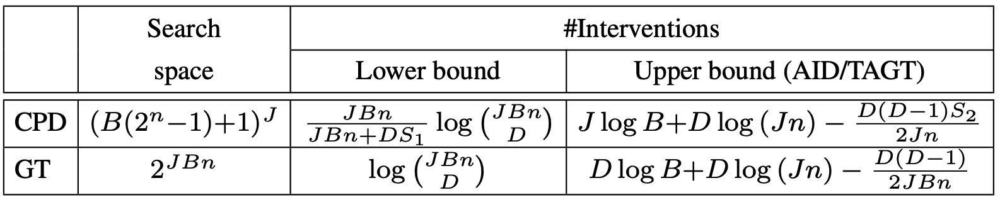 Search space #Interventions
Lower bound Upper bound (AID/TAGT)
CPD $(B(2^n-1)+1)^J$ $\frac{JBn}{JBn+DS_1} \log \binom{JBn}{D}$ $J \log B + D \log (Jn) - \frac{D(D-1)S_2}{2Jn}$
GT $2^{JBn}$ $\log \binom{JBn}{D}$ $D \log B + D \log (Jn) - \frac{D(D-1)}{2JBn}$